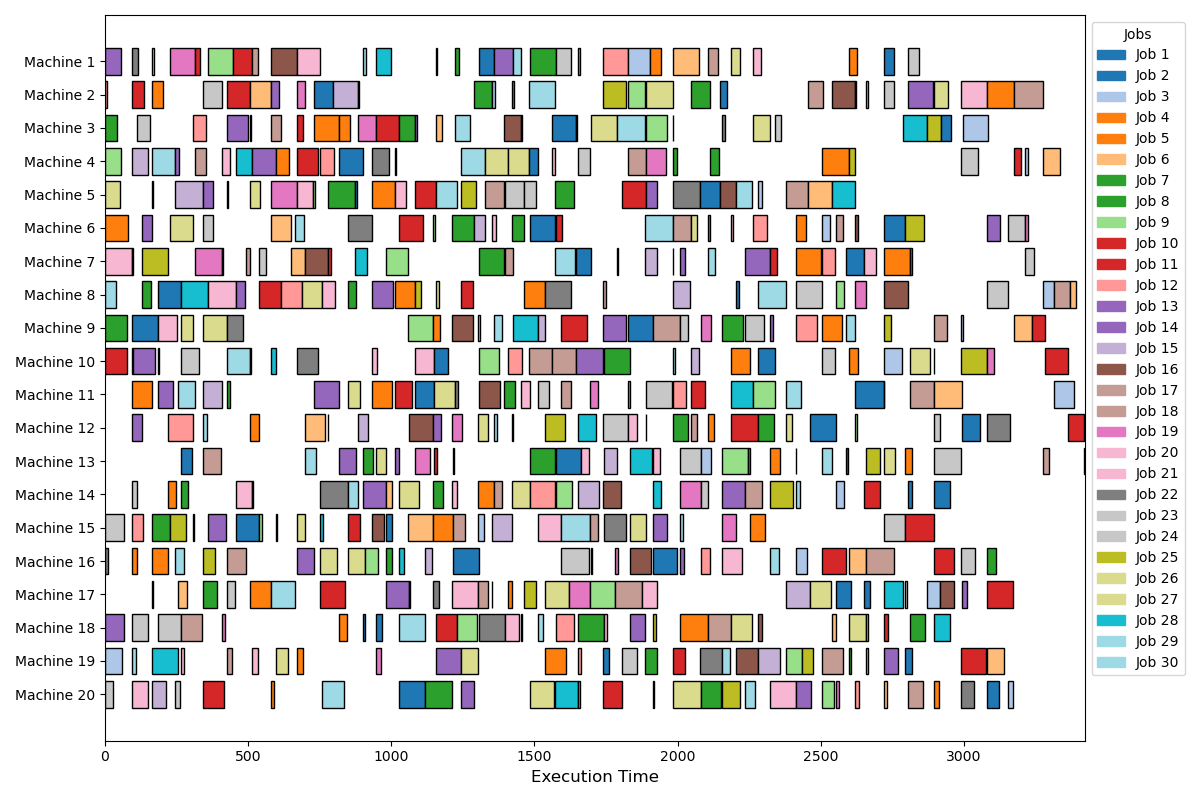 Machine 1
Machine 2
Machine 3
Machine 4
Machine 5
Machine 6
Machine 7
Machine 8
Machine 9
Machine 10
Machine 11
Machine 12
Machine 13
Machine 14
Machine 15
Machine 16
Machine 17
Machine 18
Machine 19
Machine 20
0 500 1000 1500 2000 2500 3000
Execution Time
Jobs
Job 1
Job 2
Job 3
Job 4
Job 5
Job 6
Job 7
Job 8
Job 9
Job 10
Job 11
Job 12
Job 13
Job 14
Job 15
Job 16
Job 17
Job 18
Job 19
Job 20
Job 21
Job 22
Job 23
Job 24
Job 25
Job 26
Job 27
Job 28
Job 29
Job 30